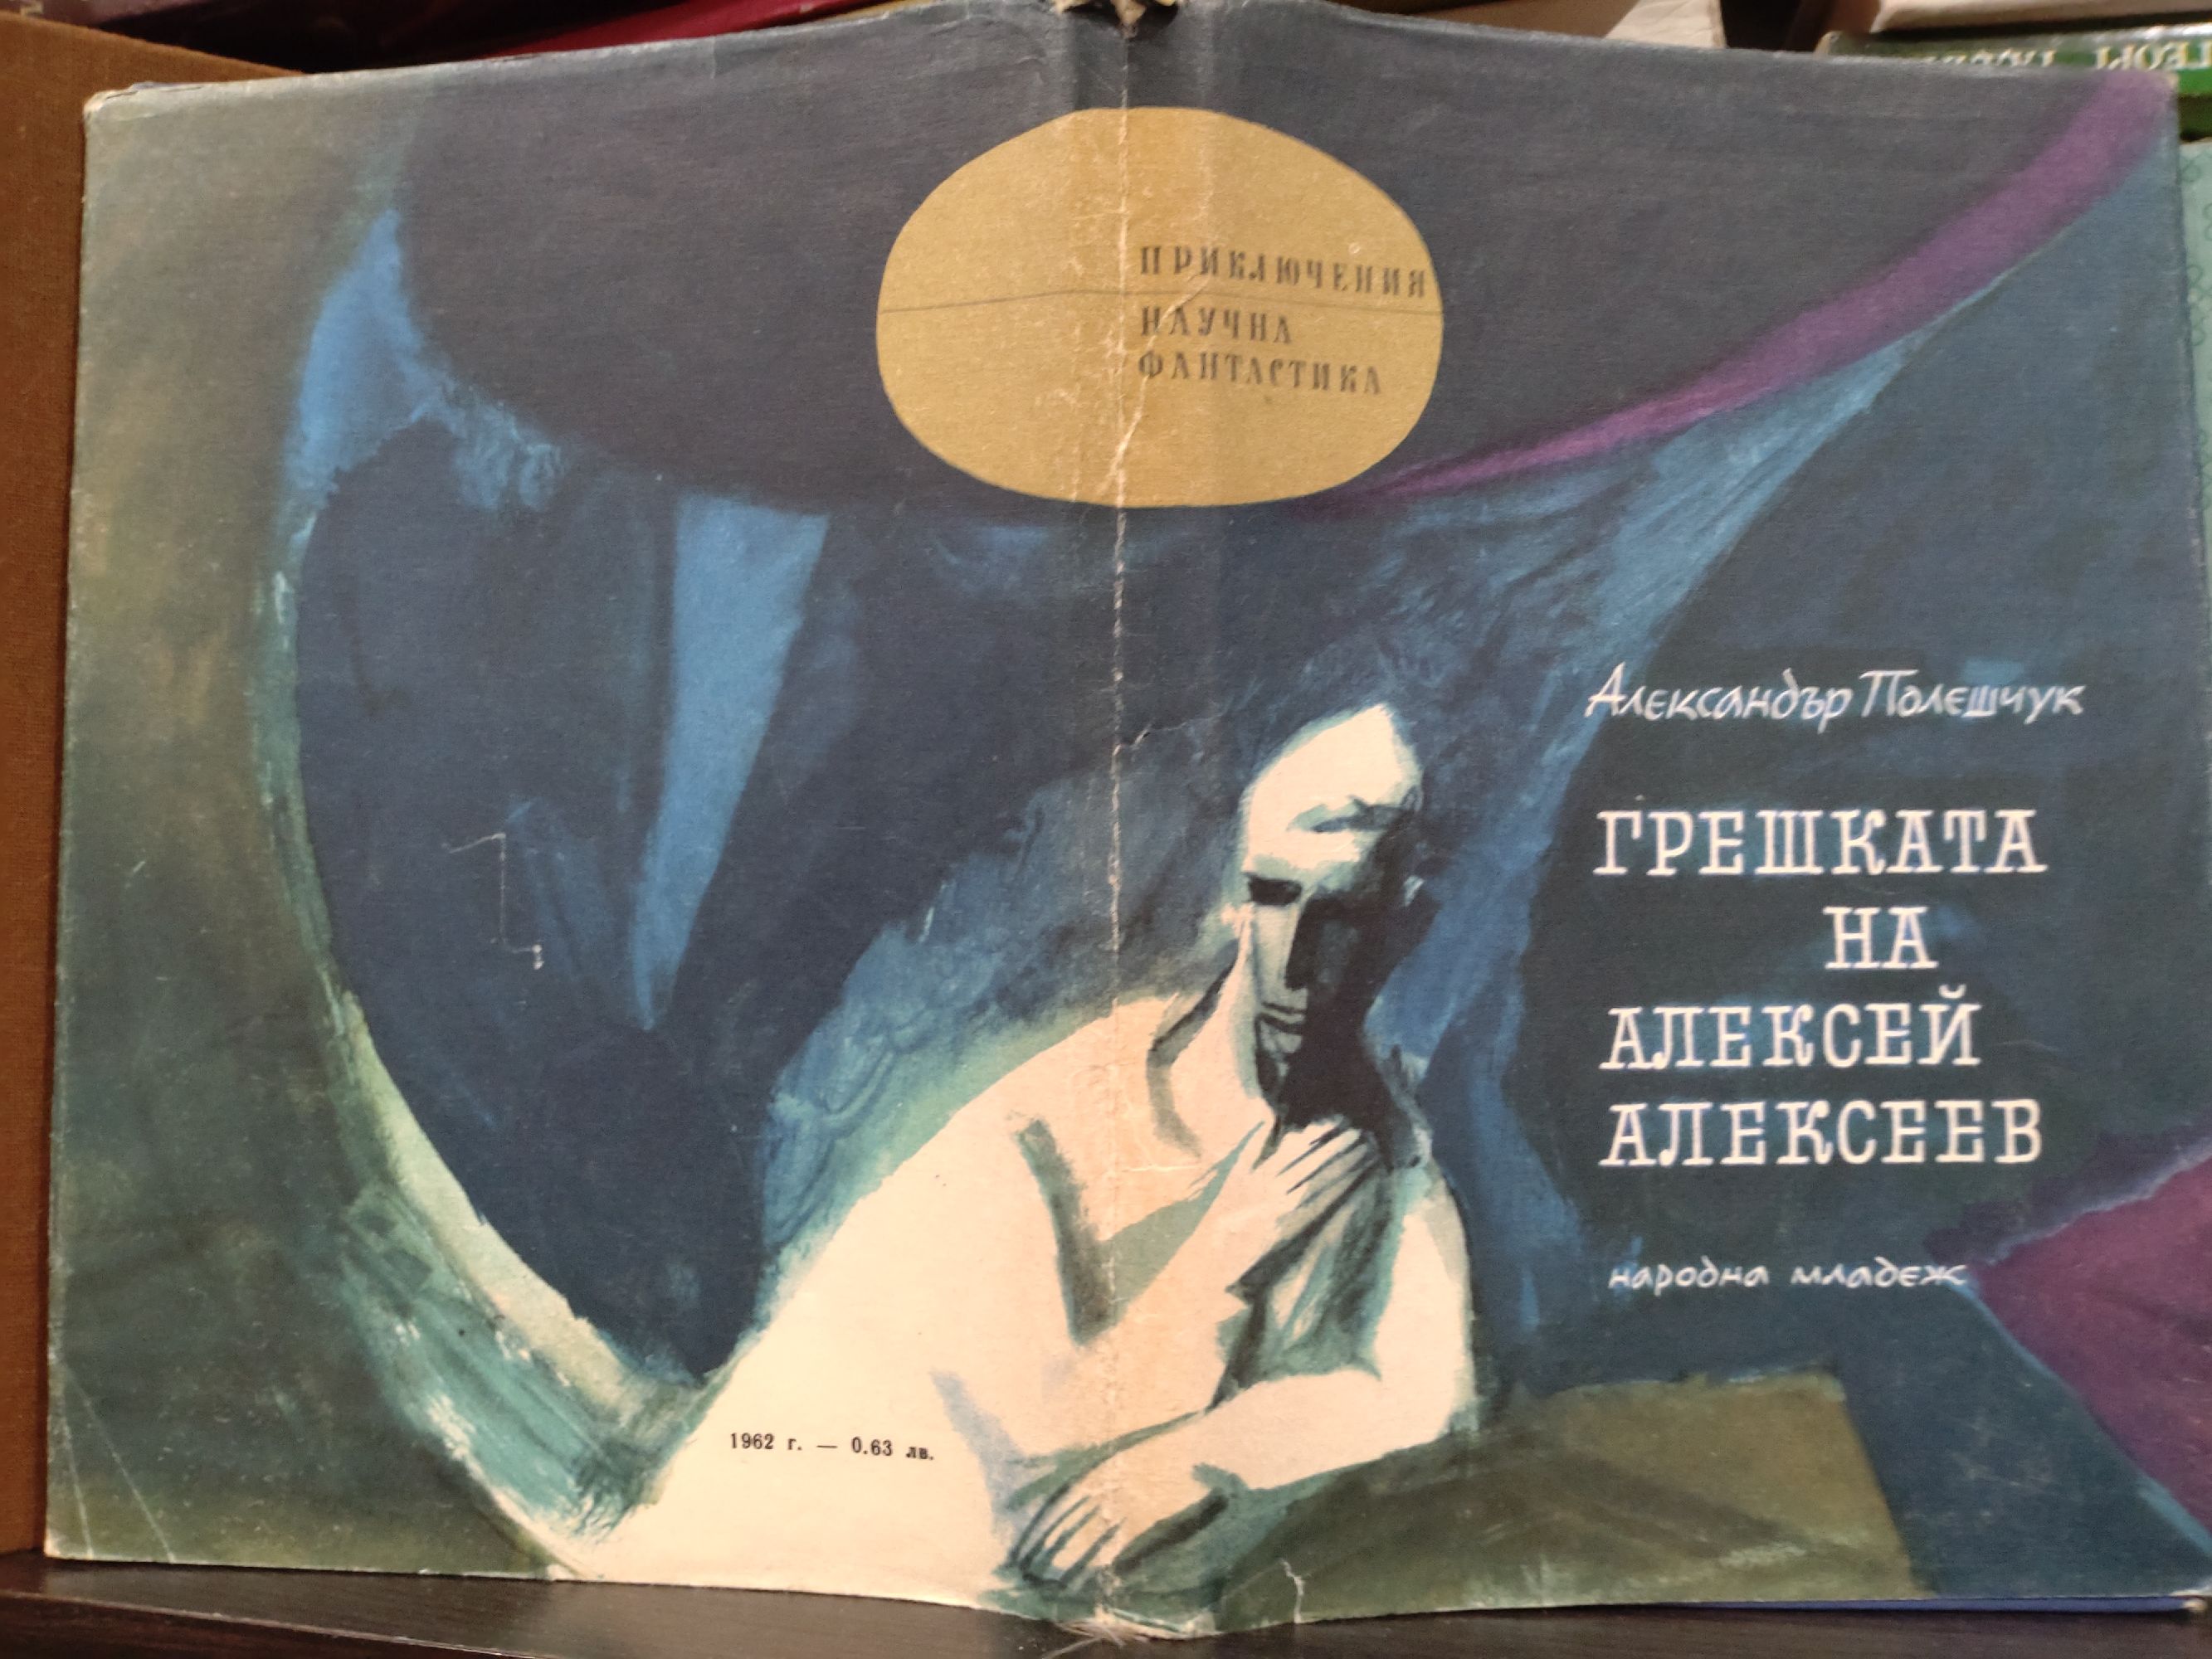 ПРИКЛЮЧЕНИЯ
НАУЧНА
ФАНТАСТИКА
Александър Полешчук
ГРЕШКАТА
НА
АЛЕКСЕЙ
АЛЕКСЕЕВ
народна младеж
1962 г. — 0.63 лв.